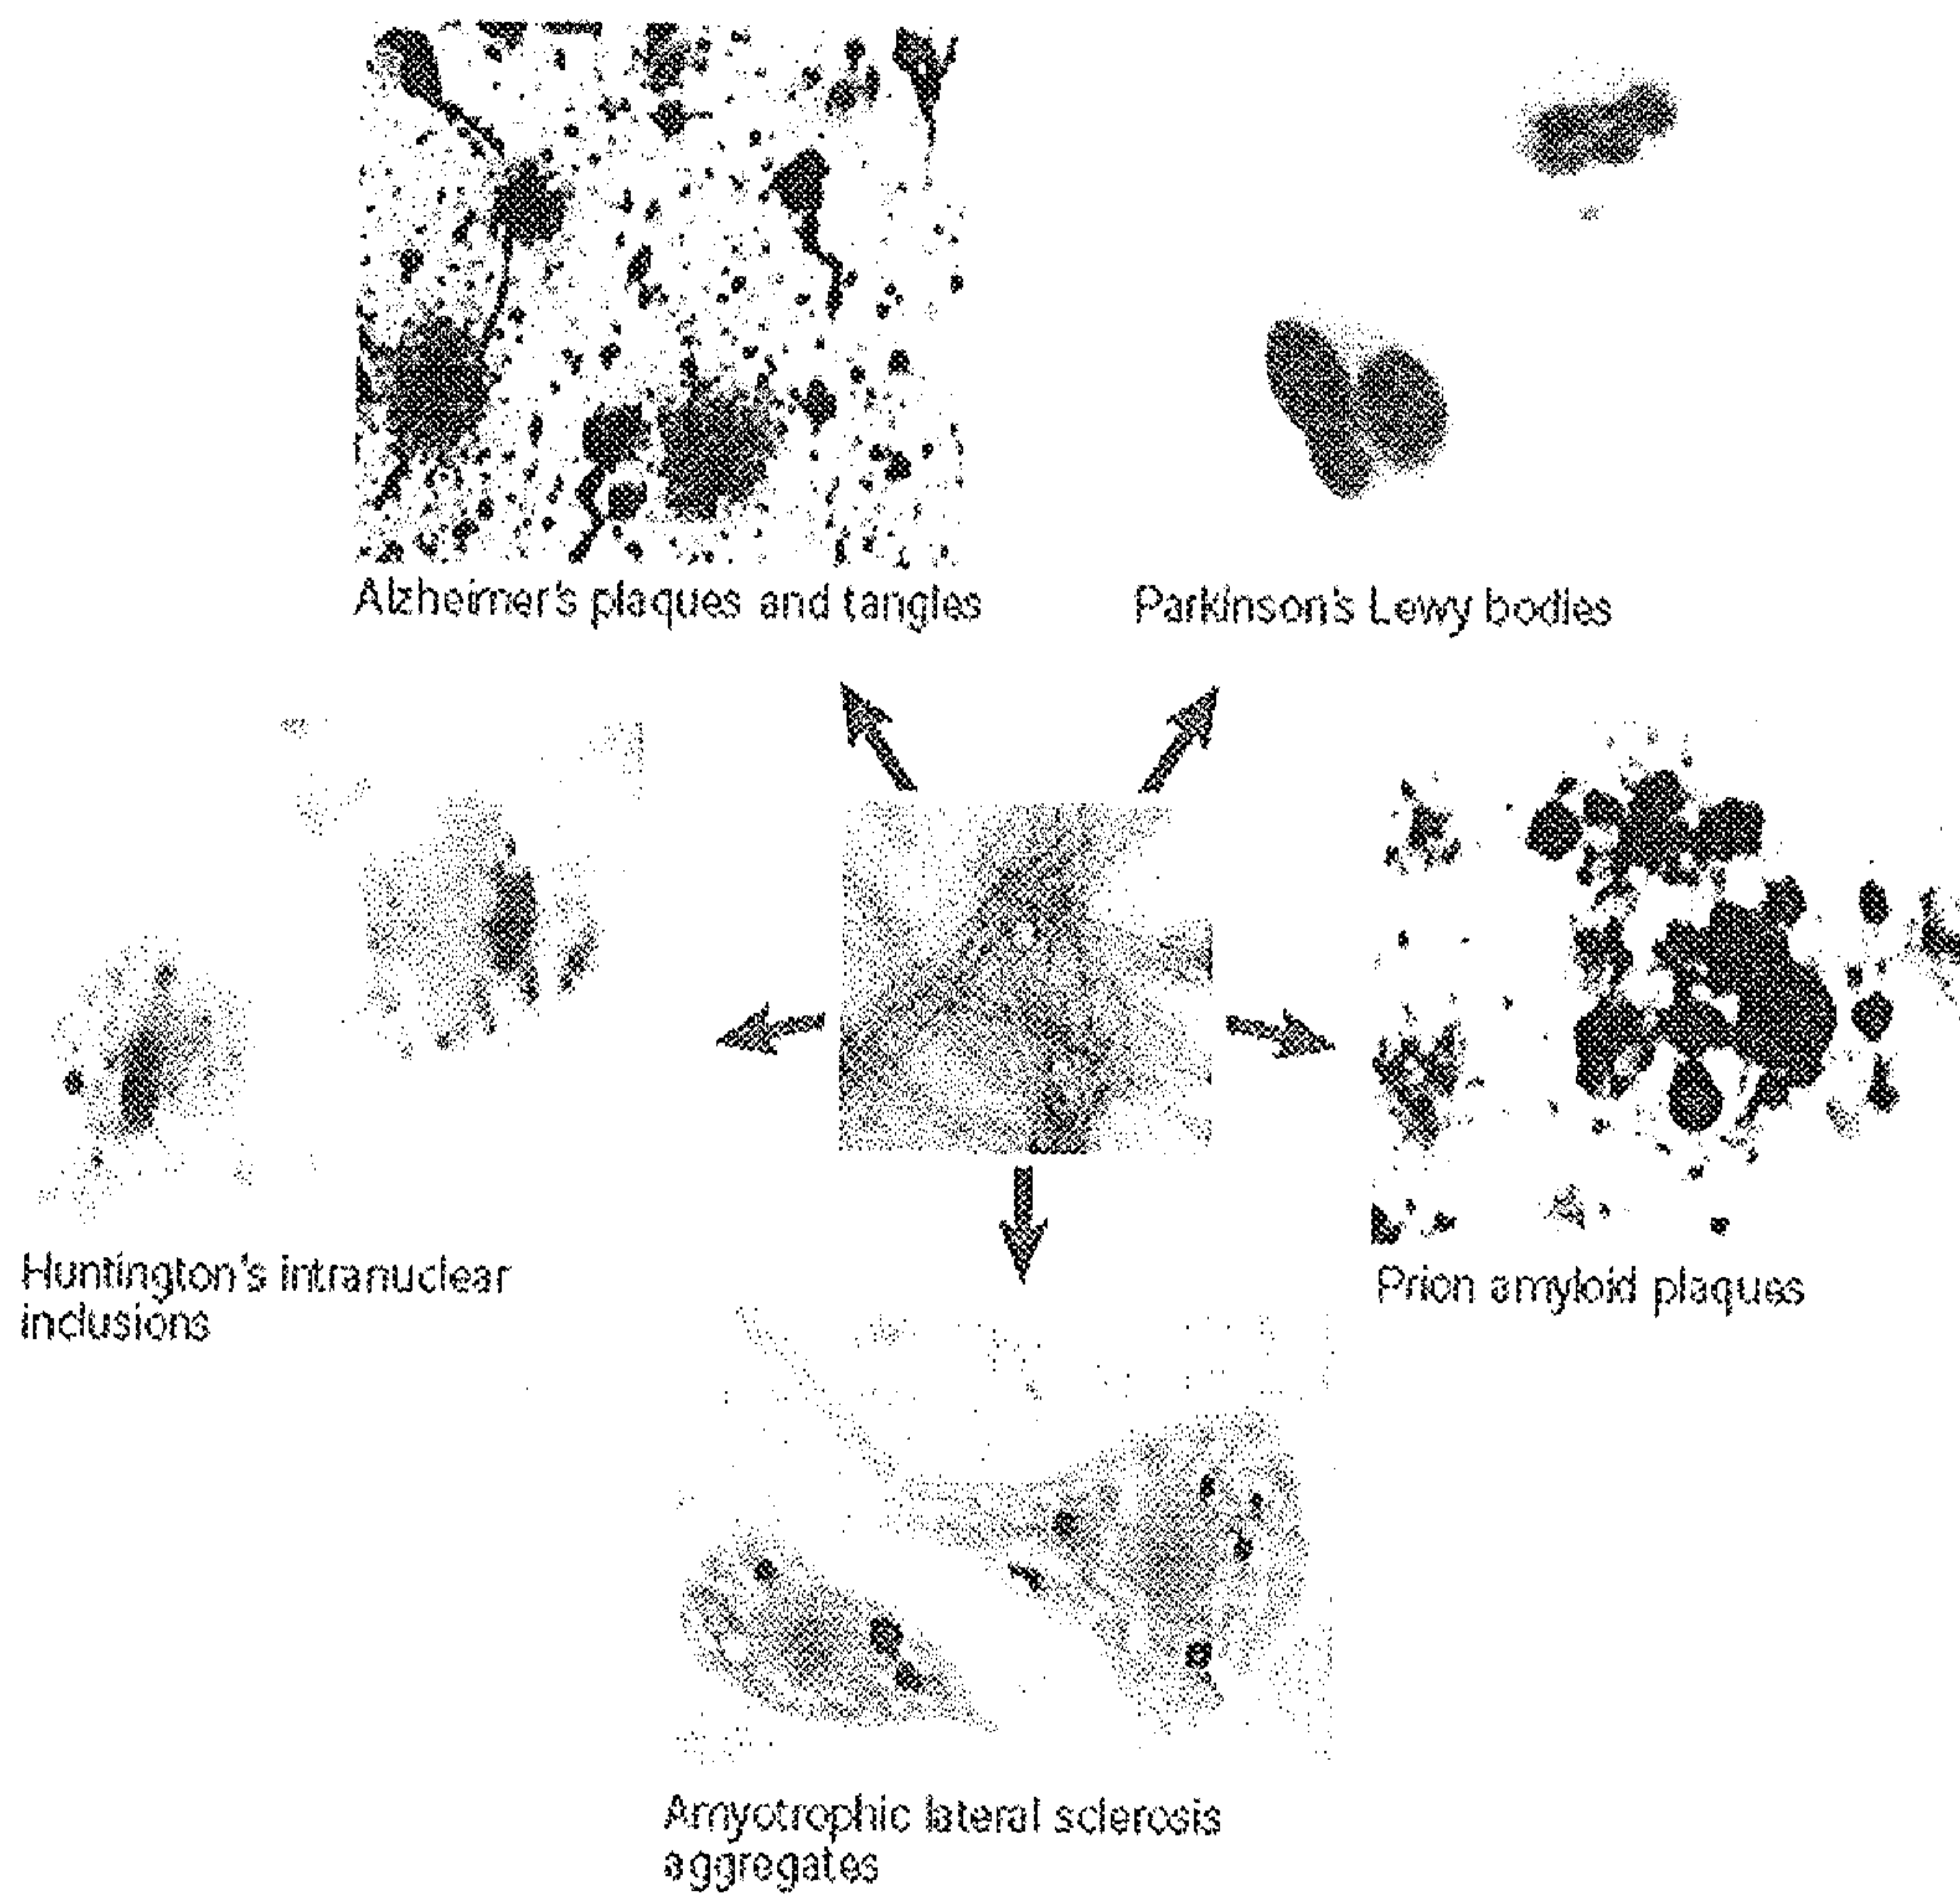 Alzheimer's plaques and tangles
Parkinson's Lewy bodies
Huntington's intranuclear
inclusions
Prion amyloid plaques
Amyotrophic lateral sclerosis
aggregates